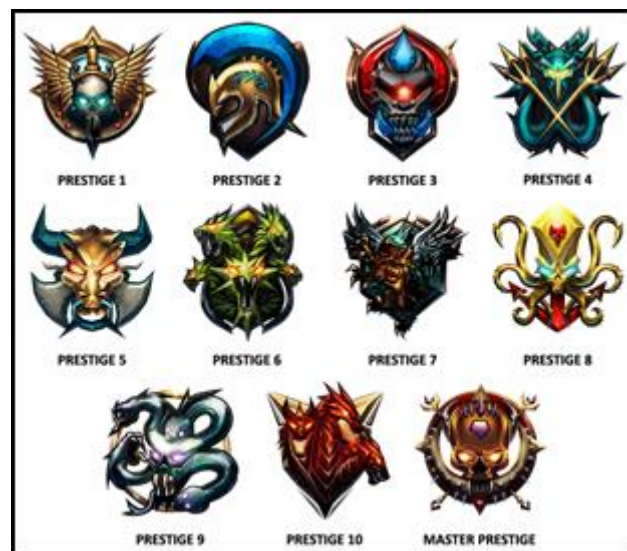 PRESTIGE 1
PRESTIGE 2
PRESTIGE 3
PRESTIGE 4
PRESTIGE 5
PRESTIGE 6
PRESTIGE 7
PRESTIGE 8
PRESTIGE 9
PRESTIGE 10
MASTER PRESTIGE